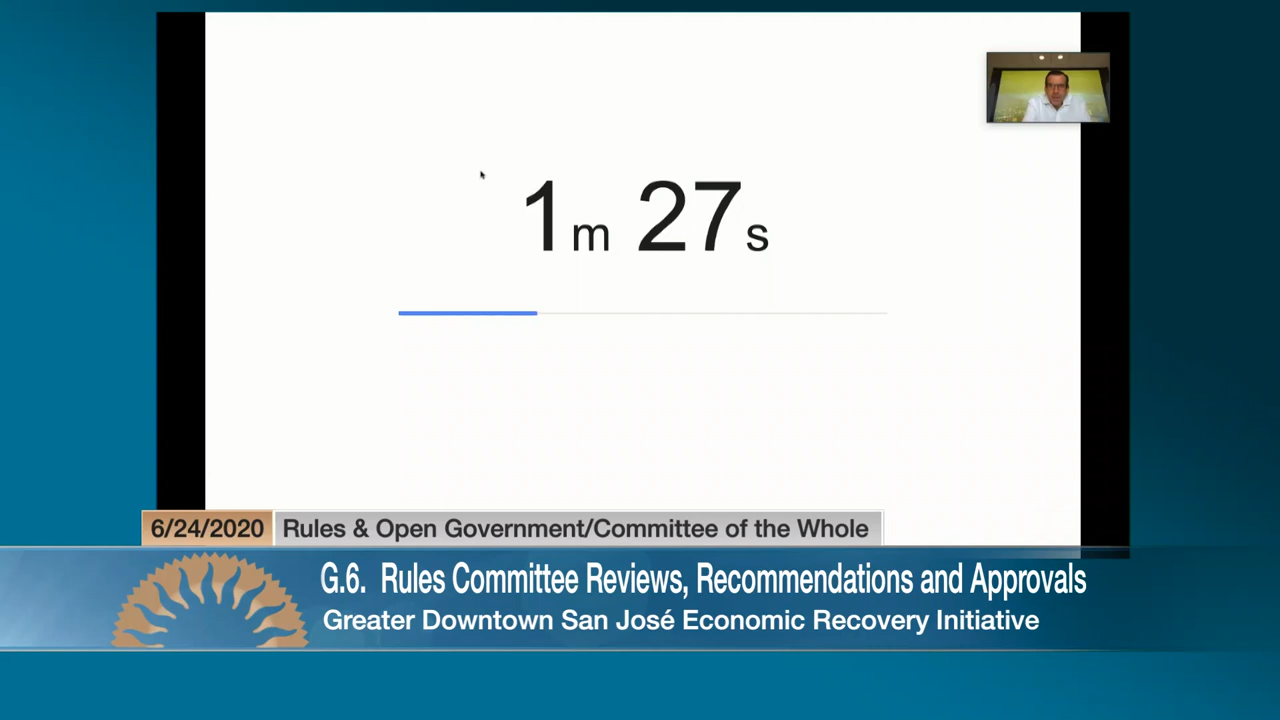 1m 27s
6/24/2020 Rules & Open Government/Committee of the Whole
G.6. Rules Committee Reviews, Recommendations and Approvals
Greater Downtown San José Economic Recovery Initiative